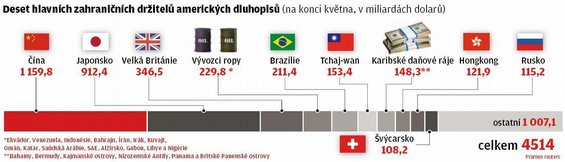 Deset hlavních zahraničních držitelů amerických dluhopisů (na konci května, v miliardách dolarů)
OIL OIL
Čína Japonsko Velká Británie Vývozci ropy Brazílie Tchaj-wan Karibské daňové ráje Hongkong Rusko
1 159,8 912,4 346,5 229,8 * 211,4 153,4 148,3** 121,9 115,2
ostatní 1 007,1
*Ekvádor, Venezuela, Indonésie, Bahrajn, Írán, Irák, Kuvajt,
Omán, Katar, Saúdská Arábie, SAE, Alžírsko, Gabon, Libye a Nigérie
**Bahamy, Bermudy, Kajmanské ostrovy, Nizozemské Antily, Panama a Britské Panenské ostrovy
Švýcarsko
108,2
celkem 4514
Pramen: reuters